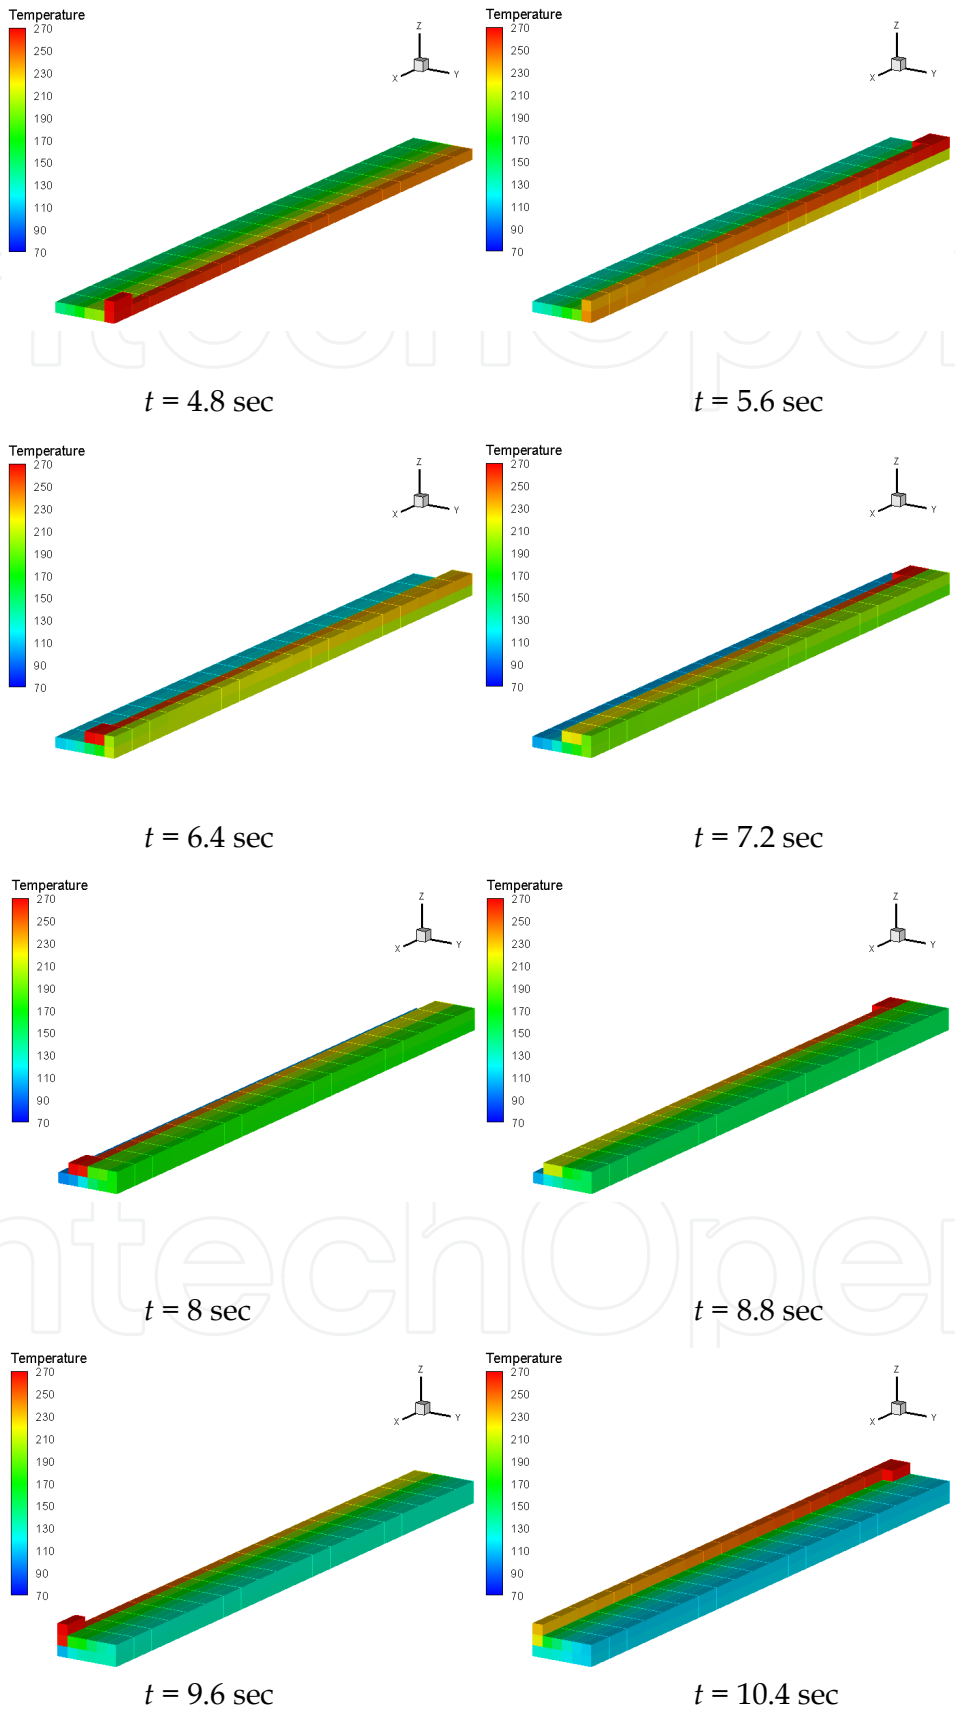 Temperature
270
250
230
210
190
170
150
130
110
90
70
Z
X
Y
t = 4.8 sec
Temperature
270
250
230
210
190
170
150
130
110
90
70
Z
X
Y
t = 5.6 sec
Temperature
270
250
230
210
190
170
150
130
110
90
70
Z
X
Y
t = 6.4 sec
Temperature
270
250
230
210
190
170
150
130
110
90
70
Z
X
Y
t = 7.2 sec
Temperature
270
250
230
210
190
170
150
130
110
90
70
Z
X
Y
t = 8 sec
Temperature
270
250
230
210
190
170
150
130
110
90
70
Z
X
Y
t = 8.8 sec
Temperature
270
250
230
210
190
170
150
130
110
90
70
Z
X
Y
t = 9.6 sec
Temperature
270
250
230
210
190
170
150
130
110
90
70
Z
X
Y
t = 10.4 sec